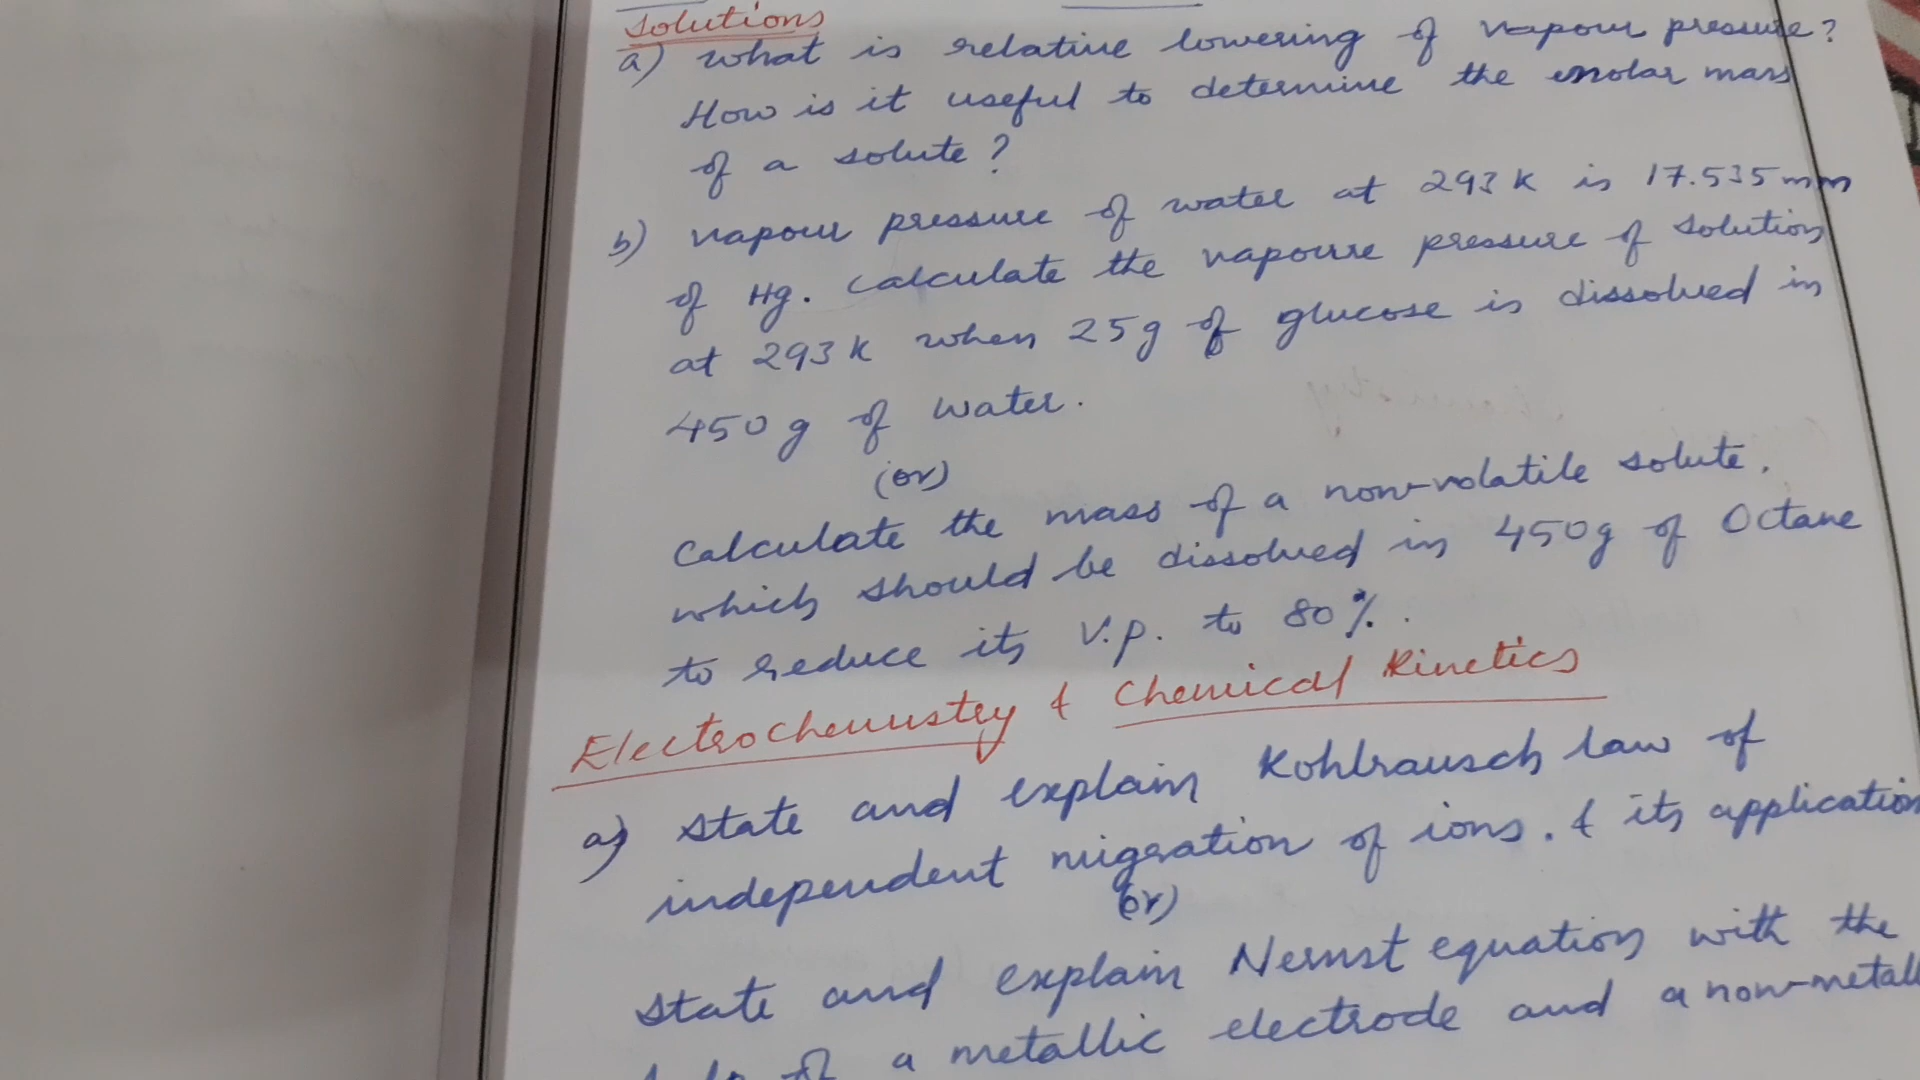 Solutions
a) what is relative lowering of vapour pressure?
How is it useful to determine the molar mass
of a solute?
b) vapour pressure of water at 293 K is 17.535 mm
of Hg. Calculate the vapoure pressure of solution
at 293 K when 25g of glucose is dissolved in
450 g of water.
(or)
Calculate the mass of a non-volatile solute.
which should be dissolved in 450g of Octane
to reduce its V.p. to 80%.
Electrochemistry & Chemical Kinetics
a) State and explain Kohlrausch law of
independent migration of ions. & its application
(or)
State and explain Nernst equation with the
of a metallic electrode and a non-metall